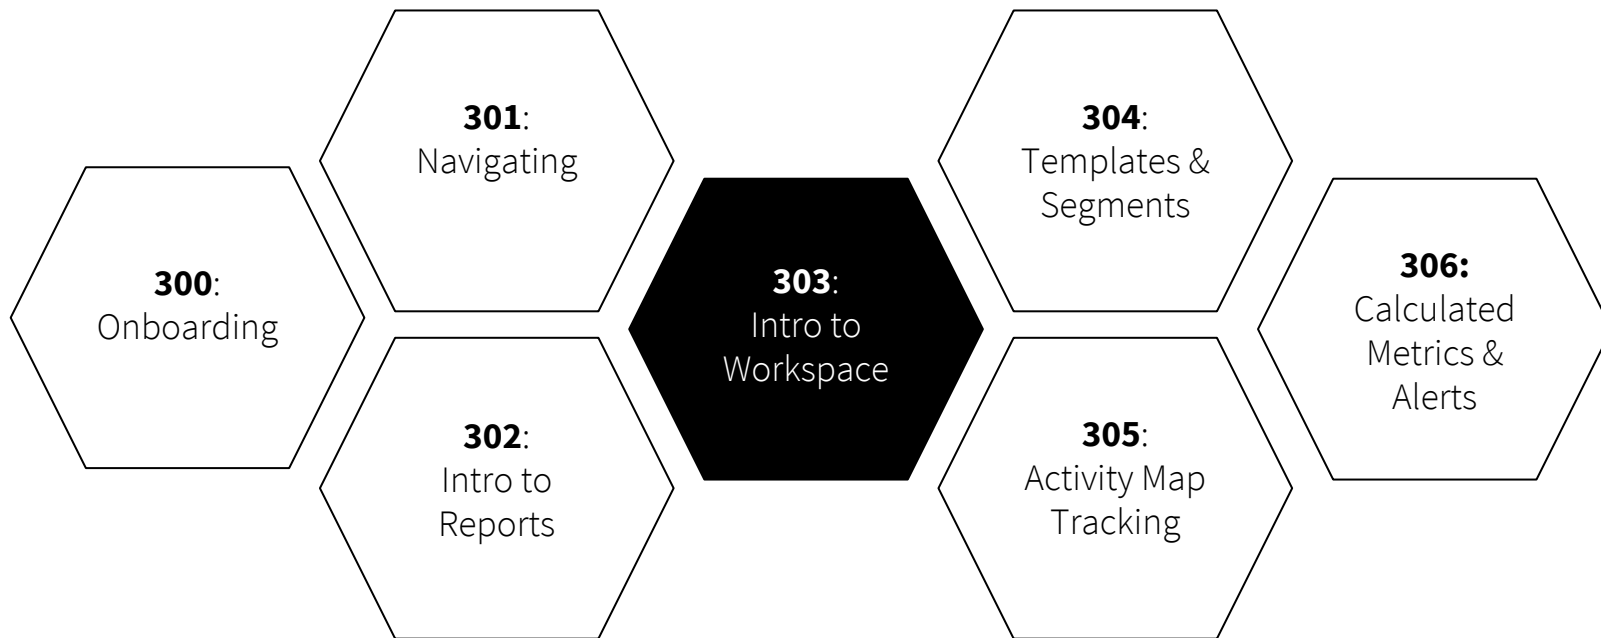 300:
Onboarding
301:
Navigating
302:
Intro to
Reports
303:
Intro to
Workspace
304:
Templates &
Segments
305:
Activity Map
Tracking
306:
Calculated
Metrics &
Alerts